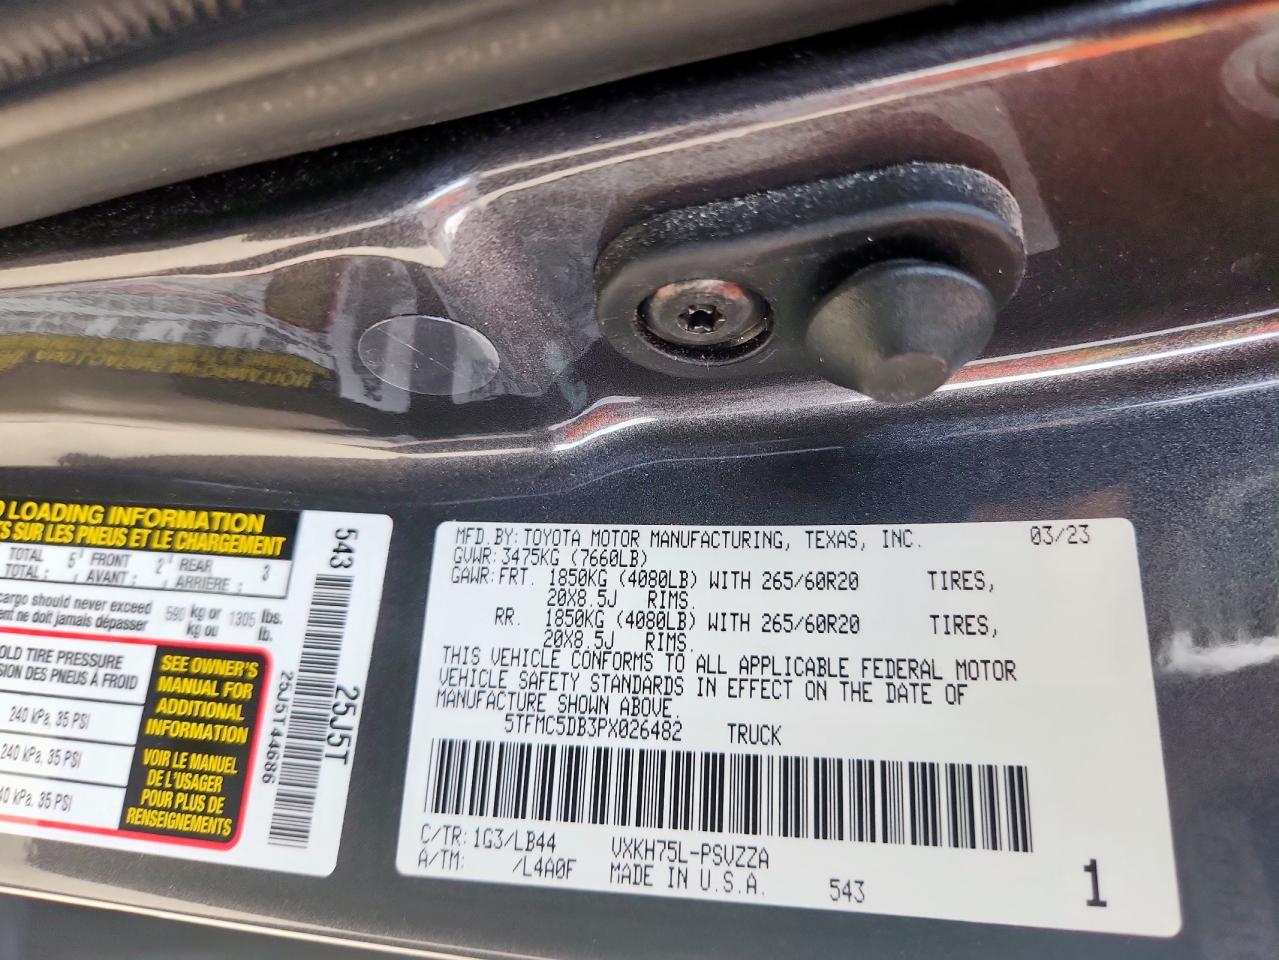 O LOADING INFORMATION
TS SUR LES PNEUS ET LE CHARGEMENT
TOTAL 5 FRONT 2 REAR 3
TOTAL : , AVANT : , ARRIÈRE :
cargo should never exceed 590 kg or 1305 lbs.
ent ne doit jamais dépasser kg ou lb.
OLD TIRE PRESSURE
SION DES PNEUS À FROID
240 kPa, 35 PSI
240 kPa, 35 PSI
40 kPa, 35 PSI
SEE OWNER'S
MANUAL FOR
ADDITIONAL
INFORMATION
VOIR LE MANUEL
DE L'USAGER
POUR PLUS DE
RENSEIGNEMENTS
543
25J5T
25J5T44686
MFD.BY:TOYOTA MOTOR MANUFACTURING, TEXAS, INC. 03/23
GVWR:3475KG (7660LB)
GAWR:FRT. 1850KG (4080LB) WITH 265/60R20 TIRES,
20X8.5J RIMS.
RR. 1850KG (4080LB) WITH 265/60R20 TIRES,
20X8.5J RIMS.
THIS VEHICLE CONFORMS TO ALL APPLICABLE FEDERAL MOTOR
VEHICLE SAFETY STANDARDS IN EFFECT ON THE DATE OF
MANUFACTURE SHOWN ABOVE.
5TFMC5DB3PX026482 TRUCK
C/TR:1G3/LB44 VXKH75L-PSVZZA
A/TM: /L4A0F MADE IN U.S.A. 543 1